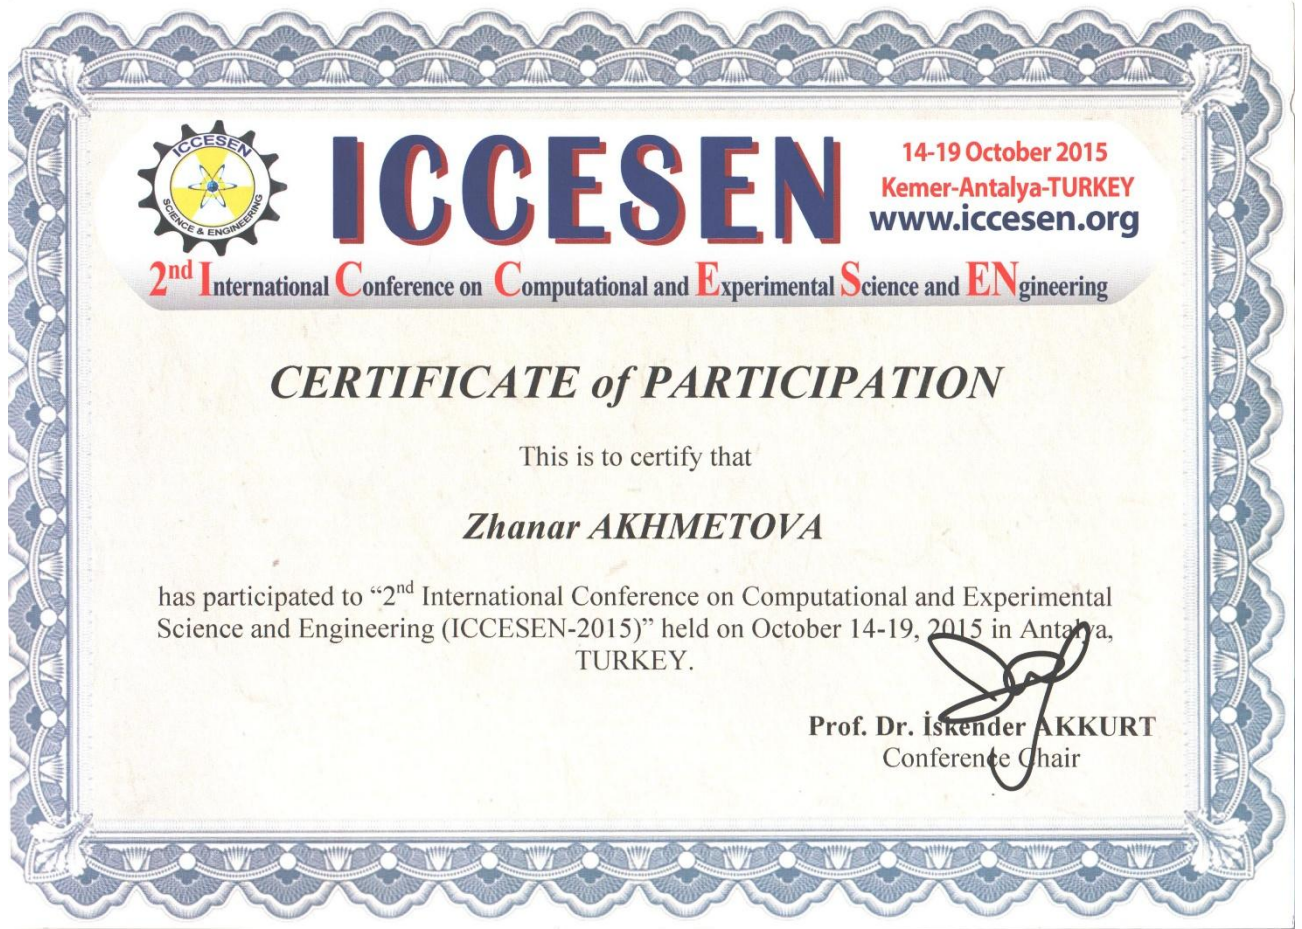 ICCESEN
SCIENCE & ENGINEERING
ICCESEN
14-19 October 2015
Kemer-Antalya-TURKEY
www.iccesen.org
2nd International Conference on Computational and Experimental Science and ENgineering
CERTIFICATE of PARTICIPATION
This is to certify that
Zhanar AKHMETOVA
has participated to “2nd International Conference on Computational and Experimental
Science and Engineering (ICCESEN-2015)” held on October 14-19, 2015 in Antalya,
TURKEY.
Prof. Dr. İskender AKKURT
Conference Chair